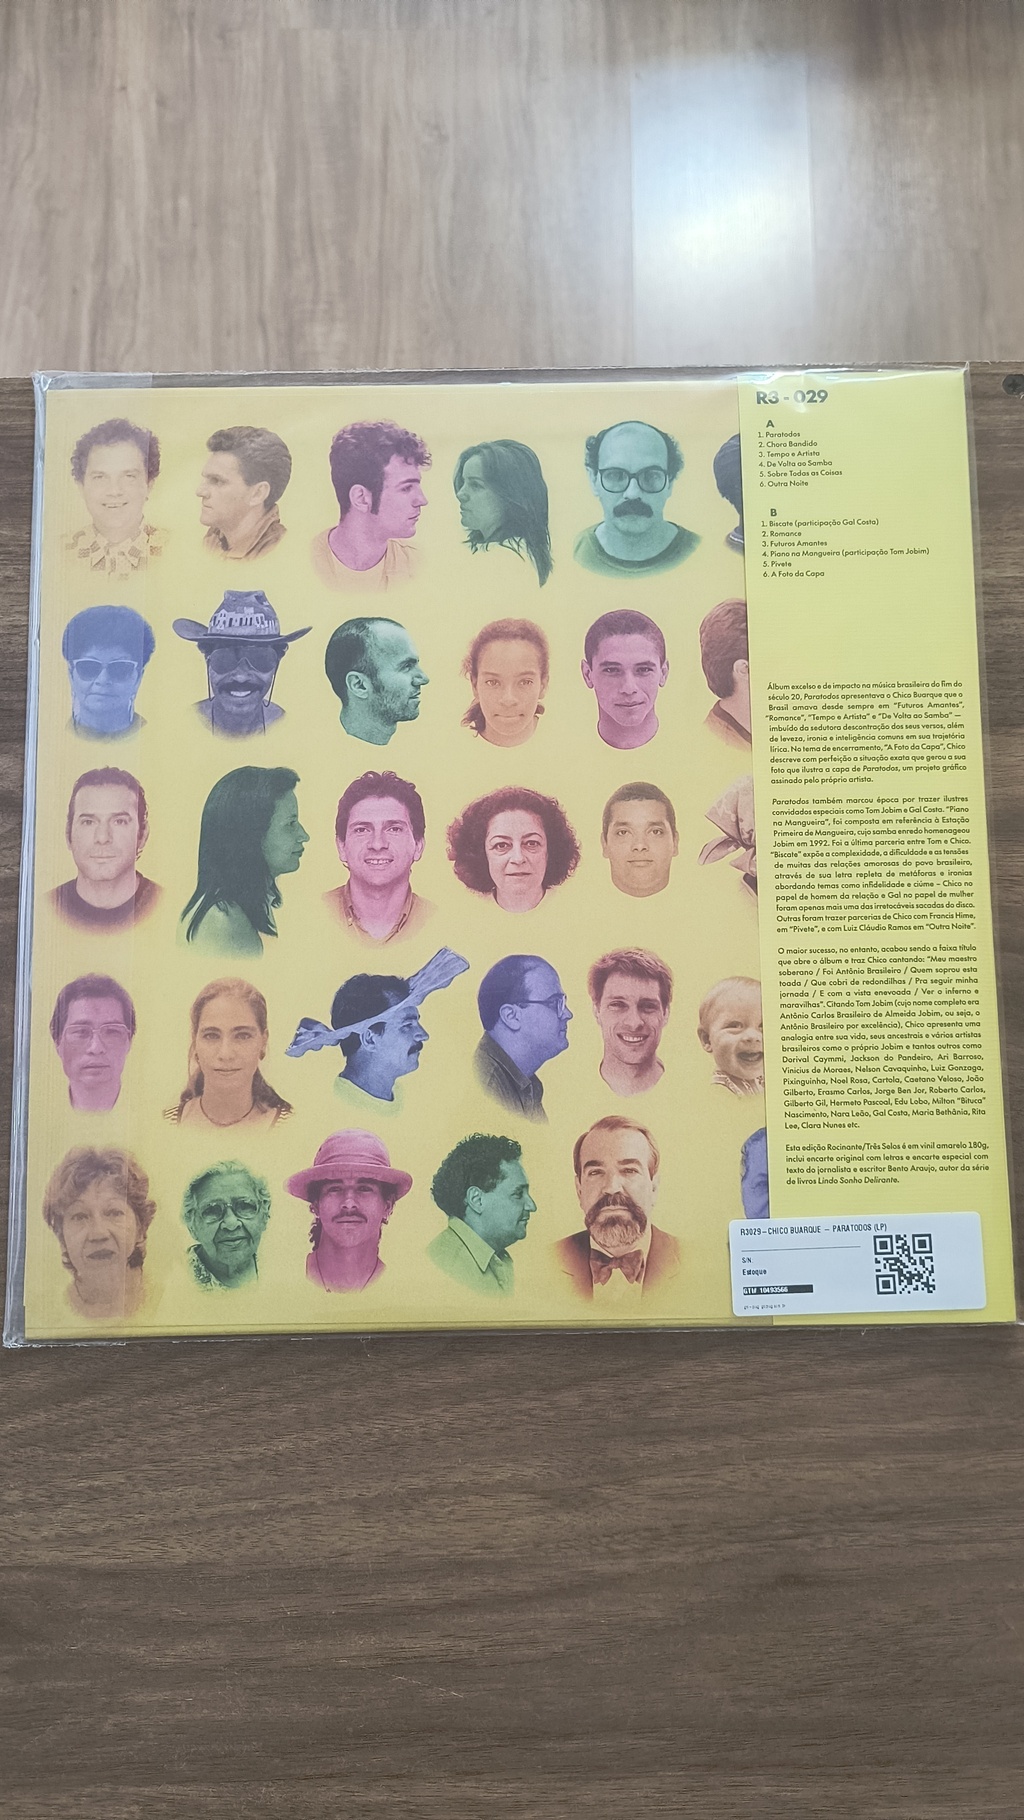 R3 - 029
A
1. Paratodos
2. Choro Bandido
3. Tempo e Artista
4. De Volta ao Samba
5. Sobre Todas as Coisas
6. Outra Noite
B
1. Biscate (participação Gal Costa)
2. Romance
3. Futuros Amantes
4. Piano na Mangueira (participação Tom Jobim)
5. Pivete
6. A Foto da Capa
Álbum excelso e de impacto na música brasileira do fim do
século 20, Paratodos apresentava o Chico Buarque que o
Brasil amava desde sempre em "Futuros Amantes",
"Romance", "Tempo e Artista" e "De Volta ao Samba" —
imbuído da sedutora descontração dos seus versos, além
de leveza, ironia e inteligência comuns em sua trajetória
lírica. No tema de encerramento, "A Foto da Capa", Chico
descreve com perfeição a situação exata que gerou a sua
foto que ilustra a capa de Paratodos, um projeto gráfico
assinado pelo próprio artista.
Paratodos também marcou época por trazer ilustres
convidados especiais como Tom Jobim e Gal Costa. "Piano
na Mangueira", foi composta em referência à Estação
Primeira de Mangueira, cujo samba enredo homenageou
Jobim em 1992. Foi a última parceria entre Tom e Chico.
"Biscate" expõe a complexidade, a dificuldade e as tensões
de muitas das relações amorosas do povo brasileiro,
através de sua letra repleta de metáforas e ironias
abordando temas como infidelidade e ciúme – Chico no
papel de homem da relação e Gal no papel de mulher
foram apenas mais uma das irretocáveis sacadas do disco.
Outras foram trazer parcerias de Chico com Francis Hime,
em "Pivete", e com Luiz Cláudio Ramos em "Outra Noite".
O maior sucesso, no entanto, acabou sendo a faixa título
que abre o álbum e traz Chico cantando: "Meu maestro
soberano / Foi Antônio Brasileiro / Quem soprou esta
toada / Que cobri de redondilhas / Pra seguir minha
jornada / E com a vista enevoada / Ver o inferno e
maravilhas". Citando Tom Jobim (cujo nome completo era
Antônio Carlos Brasileiro de Almeida Jobim, ou seja, o
Antônio Brasileiro por excelência), Chico apresenta uma
analogia entre sua vida, seus ancestrais e vários artistas
brasileiros como o próprio Jobim e tantos outros como
Dorival Caymmi, Jackson do Pandeiro, Ari Barroso,
Vinicius de Moraes, Nelson Cavaquinho, Luiz Gonzaga,
Pixinguinha, Noel Rosa, Cartola, Caetano Veloso, João
Gilberto, Erasmo Carlos, Jorge Ben Jor, Roberto Carlos,
Gilberto Gil, Hermeto Pascoal, Edu Lobo, Milton "Bituca"
Nascimento, Nara Leão, Gal Costa, Maria Bethânia, Rita
Lee, Clara Nunes etc.
Esta edição Rocinante/Três Selos é em vinil amarelo 180g,
inclui encarte original com letras e encarte especial com
texto do jornalista e escritor Bento Araujo, autor da série
de livros Lindo Sonho Delirante.
R3029 - CHICO BUARQUE — PARATODOS (LP)
S/N
Estoque
GTI# 10493566